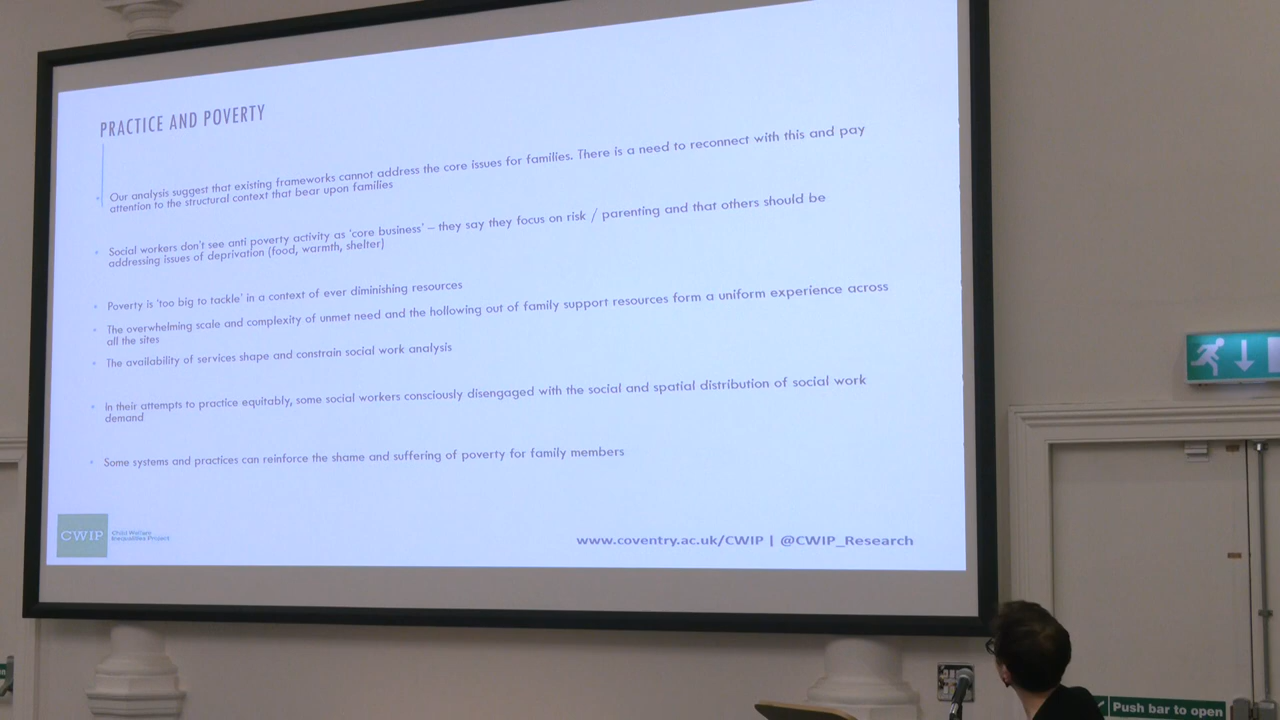 PRACTICE AND POVERTY
Our analysis suggest that existing frameworks cannot address the core issues for families. There is a need to reconnect with this and pay
attention to the structural context that bear upon families
Social workers don't see anti poverty activity as 'core business' – they say they focus on risk / parenting and that others should be
addressing issues of deprivation (food, warmth, shelter)
Poverty is 'too big to tackle' in a context of ever diminishing resources
The overwhelming scale and complexity of unmet need and the hollowing out of family support resources form a uniform experience across
all the sites
The availability of services shape and constrain social work analysis
In their attempts to practice equitably, some social workers consciously disengaged with the social and spatial distribution of social work
demand
Some systems and practices can reinforce the shame and suffering of poverty for family members
CWIP
Child Welfare
Inequalities Project
www.coventry.ac.uk/CWIP | @CWIP_Research
Push bar to open